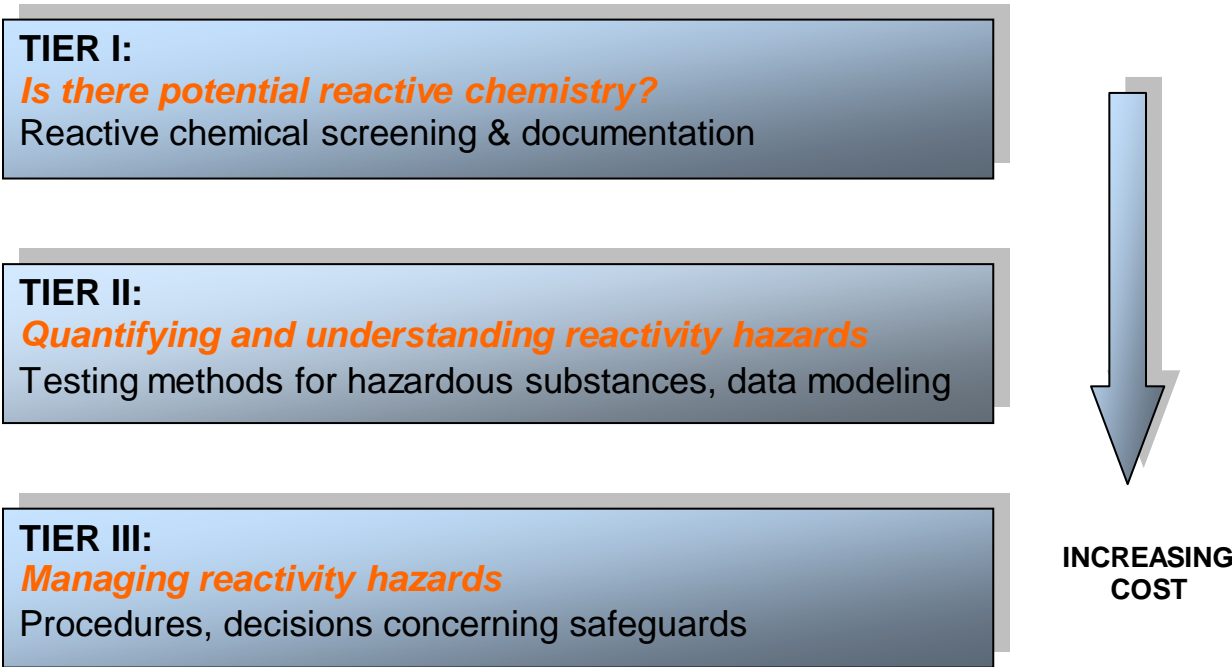 TIER I:
Is there potential reactive chemistry?
Reactive chemical screening & documentation
TIER II:
Quantifying and understanding reactivity hazards
Testing methods for hazardous substances, data modeling
TIER III:
Managing reactivity hazards
Procedures, decisions concerning safeguards
INCREASING
COST